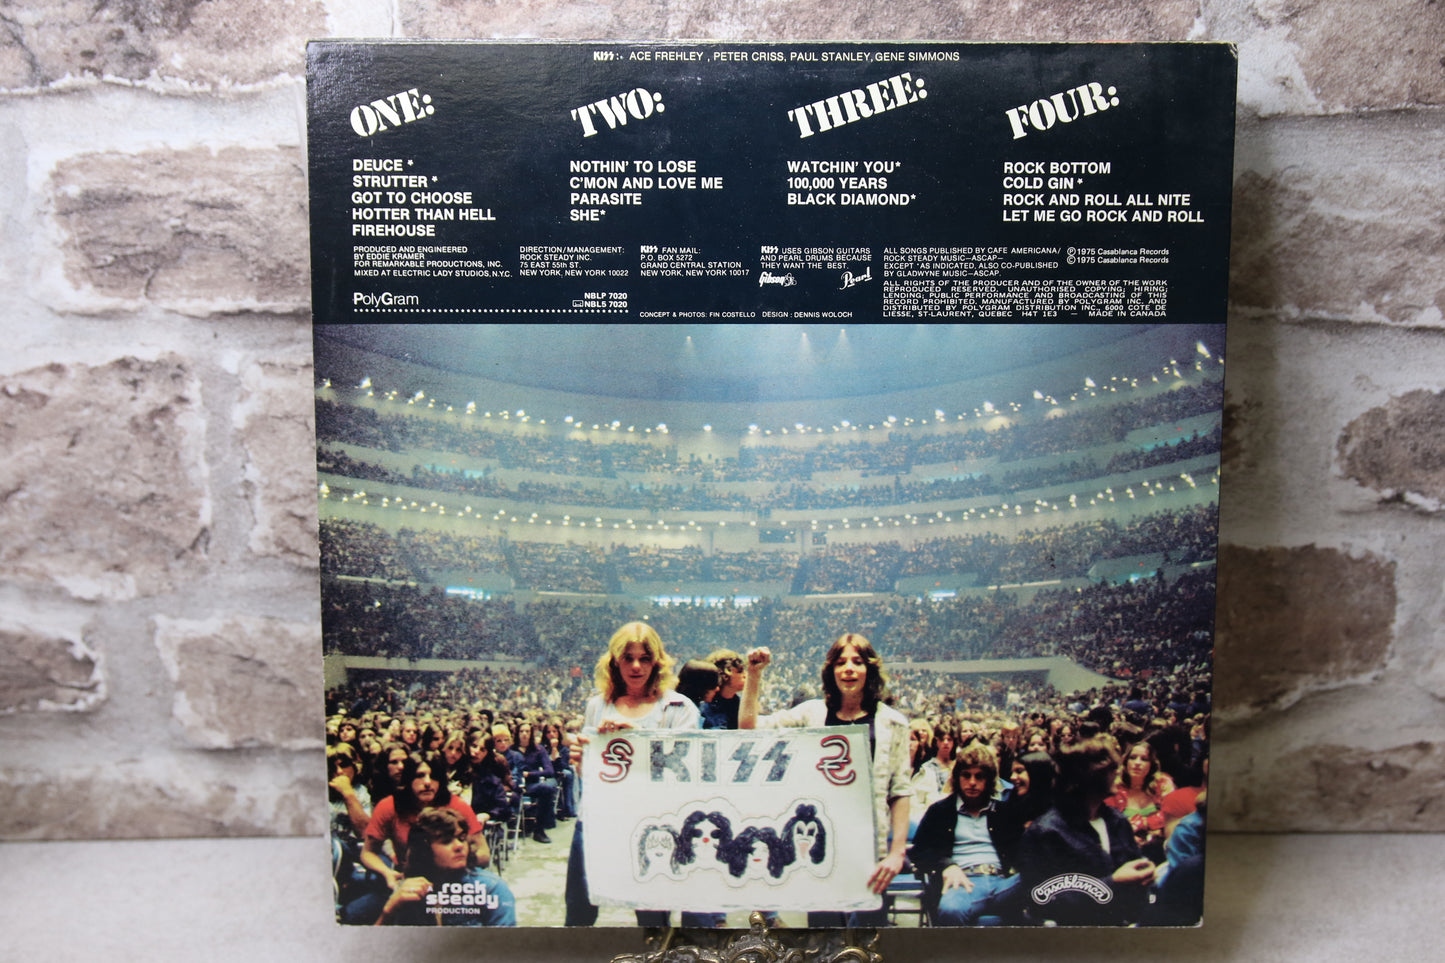 KISS:• ACE FREHLEY , PETER CRISS, PAUL STANLEY, GENE SIMMONS
ONE:
DEUCE *
STRUTTER *
GOT TO CHOOSE
HOTTER THAN HELL
FIREHOUSE
TWO:
NOTHIN' TO LOSE
C'MON AND LOVE ME
PARASITE
SHE*
THREE:
WATCHIN' YOU*
100,000 YEARS
BLACK DIAMOND*
FOUR:
ROCK BOTTOM
COLD GIN *
ROCK AND ROLL ALL NITE
LET ME GO ROCK AND ROLL
PRODUCED AND ENGINEERED
BY EDDIE KRAMER
FOR REMARKABLE PRODUCTIONS, INC.
MIXED AT ELECTRIC LADY STUDIOS, N.Y.C.
DIRECTION/MANAGEMENT:
ROCK STEADY INC.
75 EAST 55th ST.
NEW YORK, NEW YORK 10022
KISS FAN MAIL:
P.O. BOX 5272
GRAND CENTRAL STATION
NEW YORK, NEW YORK 10017
KISS USES GIBSON GUITARS
AND PEARL DRUMS BECAUSE
THEY WANT THE BEST.
Gibson
Pearl
ALL SONGS PUBLISHED BY CAFE AMERICANA/
ROCK STEADY MUSIC—ASCAP—
EXCEPT *AS INDICATED, ALSO CO-PUBLISHED
BY GLADWYNE MUSIC—ASCAP.
℗ 1975 Casablanca Records
© 1975 Casablanca Records
ALL RIGHTS OF THE PRODUCER AND OF THE OWNER OF THE WORK
REPRODUCED RESERVED. UNAUTHORISED COPYING; HIRING;
LENDING; PUBLIC PERFORMANCE AND BROADCASTING OF THIS
RECORD PROHIBITED. MANUFACTURED BY POLYGRAM INC. AND
DISTRIBUTED BY POLYGRAM DISTRIBUTION INC., 6000 COTE DE
LIESSE, ST-LAURENT, QUEBEC H4T 1E3 — MADE IN CANADA
PolyGram
NBLP 7020
NBL5 7020
CONCEPT & PHOTOS: FIN COSTELLO DESIGN : DENNIS WOLOCH
KISS
A rock
steady
PRODUCTION
Casablanca